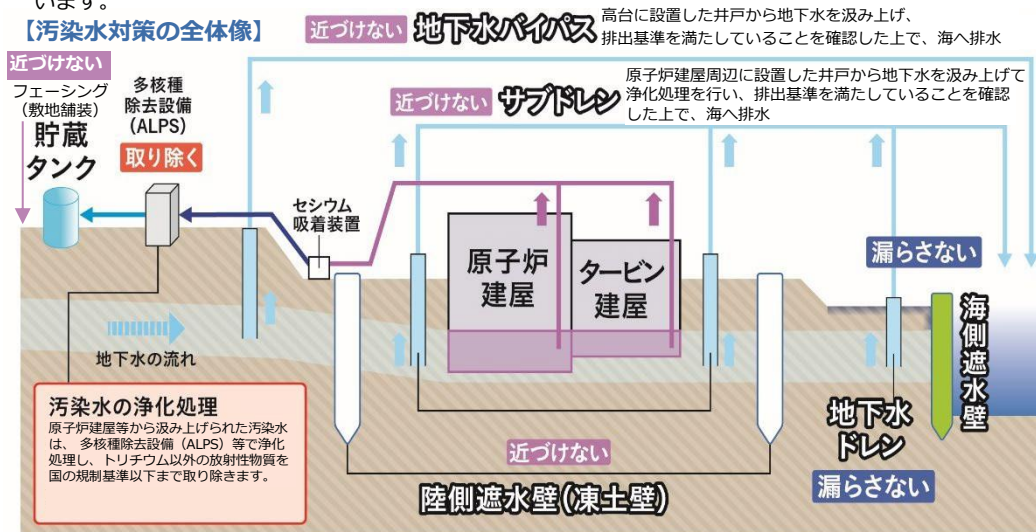 います。
【汚染水対策の全体像】
近づけない 地下水バイパス
高台に設置した井戸から地下水を汲み上げ、
排出基準を満たしていることを確認した上で、海へ排水
近づけない
フェーシング
(敷地舗装)
貯蔵
タンク
多核種
除去設備
(ALPS)
取り除く
近づけない サブドレン
原子炉建屋周辺に設置した井戸から地下水を汲み上げて
浄化処理を行い、排出基準を満たしていることを確認
した上で、海へ排水
セシウム
吸着装置
原子炉
建屋
タービン
建屋
漏らさない
海側遮水壁
地下水の流れ
汚染水の浄化処理
原子炉建屋等から汲み上げられた汚染水
は、 多核種除去設備（ALPS）等で浄化
処理し、トリチウム以外の放射性物質を
国の規制基準以下まで取り除きます。
近づけない
陸側遮水壁(凍土壁)
地下水
ドレン
漏らさない